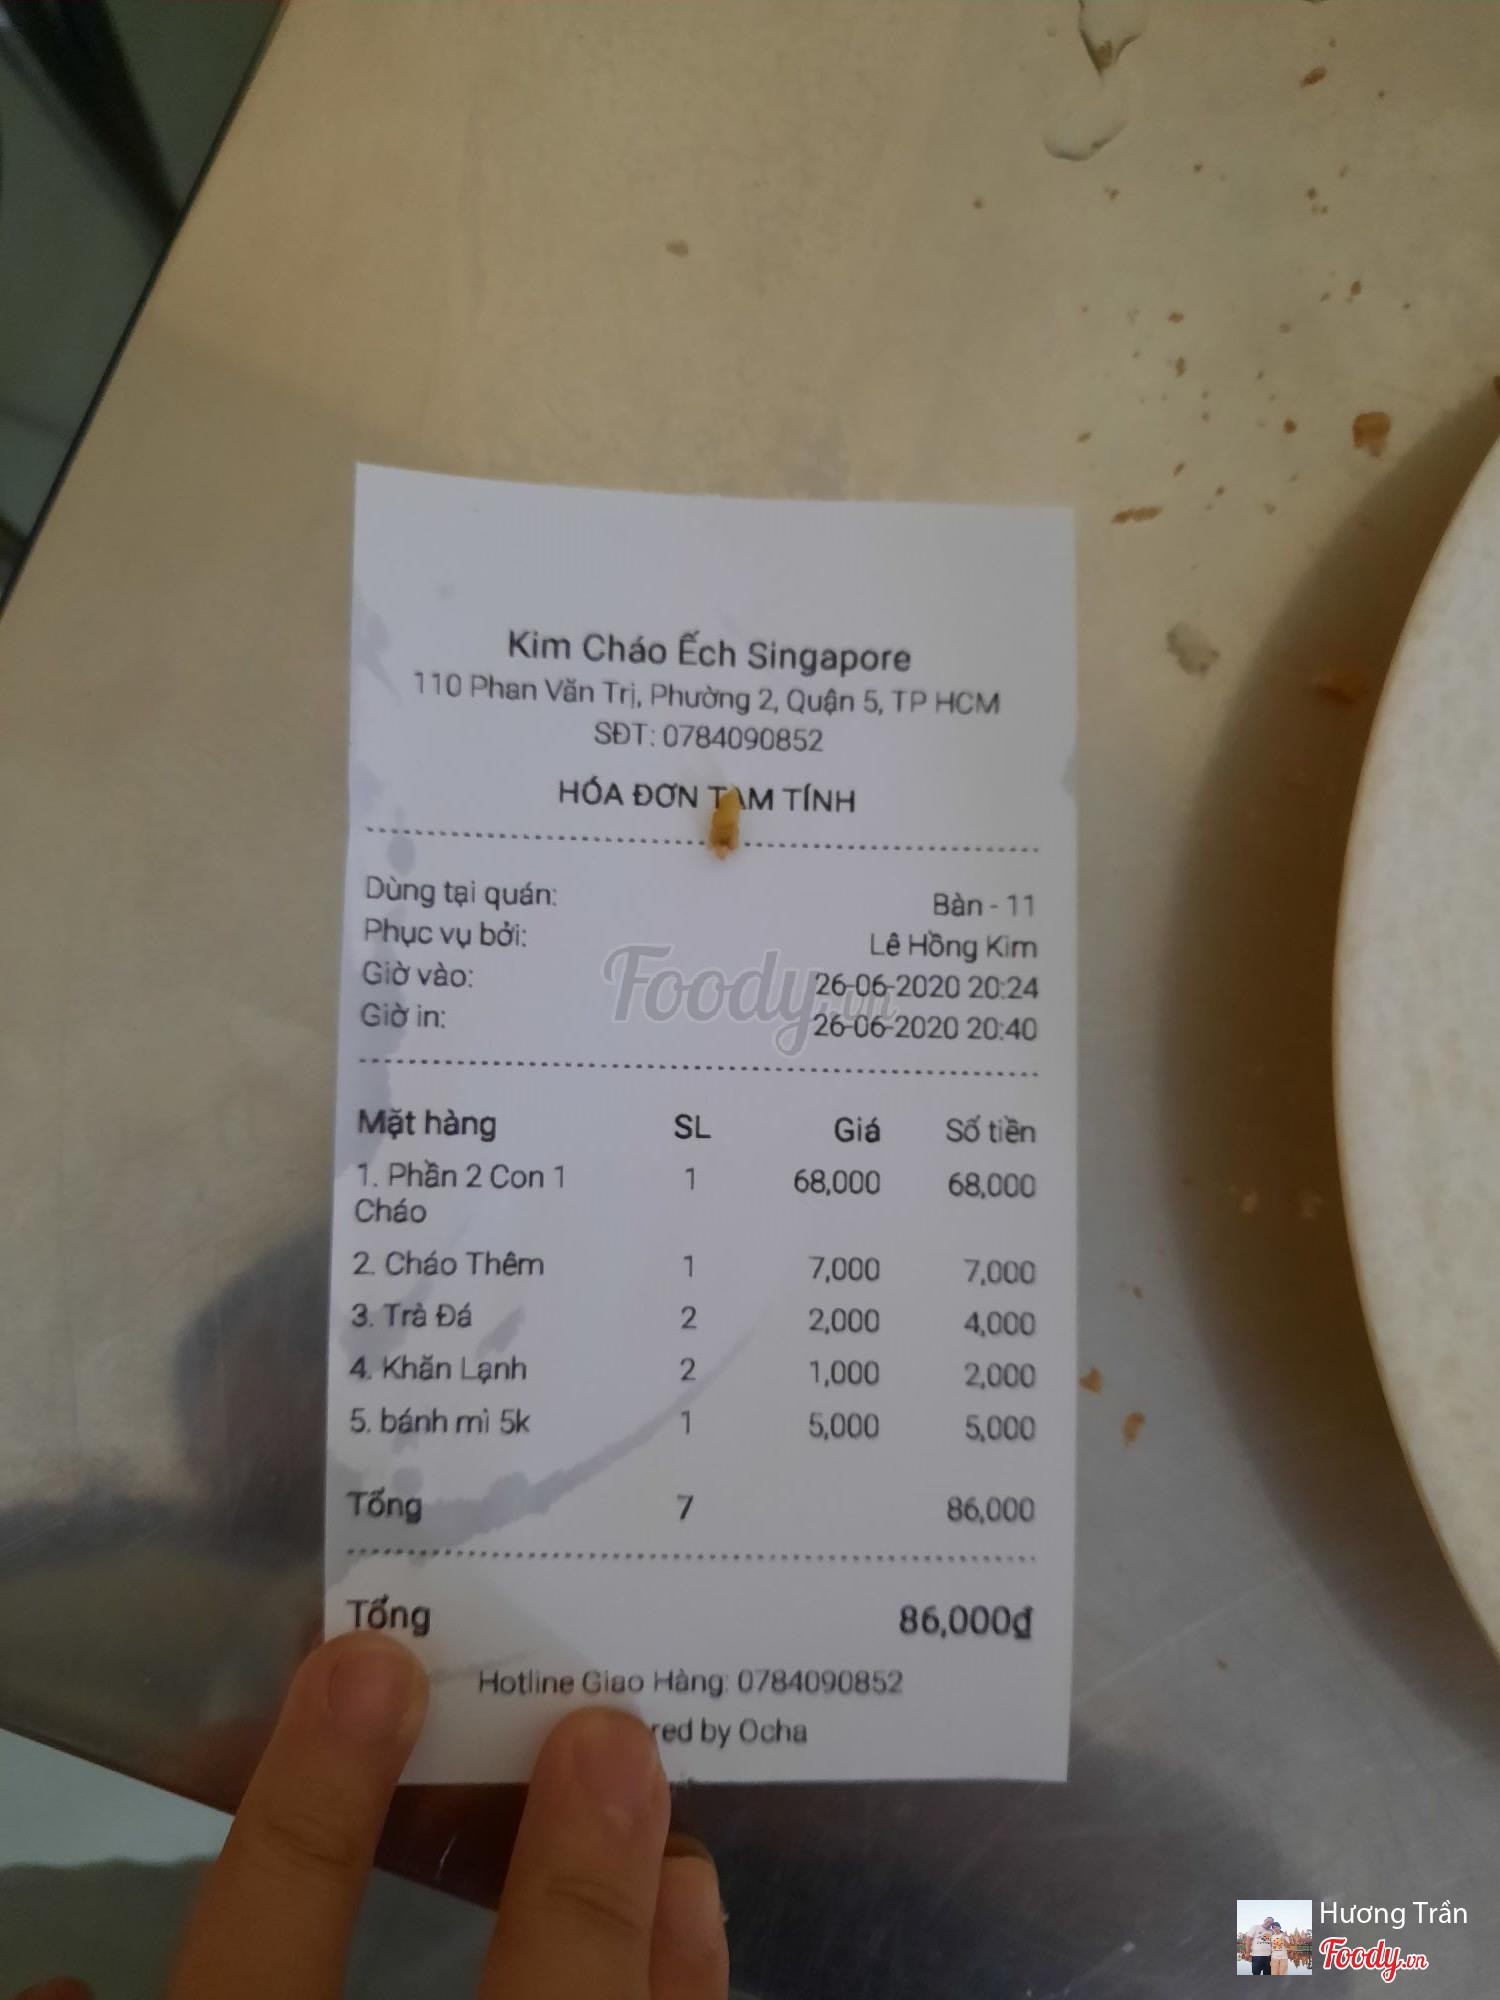 Kim Cháo Ếch Singapore
110 Phan Văn Trị, Phường 2, Quận 5, TP HCM
SĐT: 0784090852
HÓA ĐƠN TẠM TÍNH
Dùng tại quán: Bàn - 11
Phục vụ bởi: Lê Hồng Kim
Giờ vào: 26-06-2020 20:24
Giờ in: 26-06-2020 20:40
Foody.vn
Mặt hàng SL Giá Số tiền
1. Phần 2 Con 1 1 68,000 68,000
Cháo
2. Cháo Thêm 1 7,000 7,000
3. Trà Đá 2 2,000 4,000
4. Khăn Lạnh 2 1,000 2,000
5. bánh mì 5k 1 5,000 5,000
Tổng 7 86,000
Tổng 86,000đ
Hotline Giao Hàng: 0784090852
red by Ocha
Hương Trần
Foody.vn